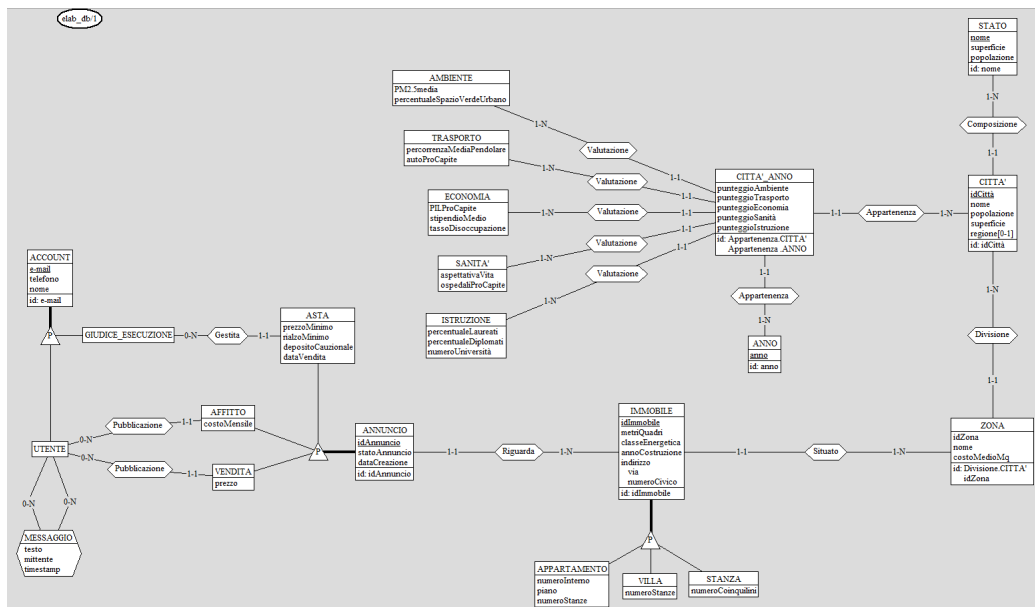 elab_db/1
STATO
nome
superficie
popolazione
id: nome
1-N
Composizione
1-1
AMBIENTE
PM2.5media
percentualeSpazioVerdeUrbano
1-N
Valutazione
1-1
TRASPORTO
percorrenzaMediaPendolare
autoProCapite
1-N
Valutazione
1-1
ECONOMIA
PILProCapite
stipendioMedio
tassoDisoccupazione
1-N
Valutazione
1-1
SANITA'
aspettativaVita
ospedaliProCapite
1-N
Valutazione
1-1
ISTRUZIONE
percentualeLaureati
percentualeDiplomati
numeroUniversità
1-N
Valutazione
1-1
CITTA'_ANNO
punteggioAmbiente
punteggioTrasporto
punteggioEconomia
punteggioSanità
punteggioIstruzione
id: Appartenenza.CITTA'
Appartenenza .ANNO
1-1
Appartenenza
1-N
CITTA'
idCittà
nome
popolazione
superficie
regione[0-1]
id: idCittà
1-1
Appartenenza
1-N
ANNO
anno
id: anno
1-N
Divisione
1-1
ACCOUNT
e-mail
telefono
nome
id: e-mail
P
GIUDICE_ESECUZIONE
0-N
Gestita
1-1
ASTA
prezzoMinimo
rialzoMinimo
depositoCauzionale
dataVendita
UTENTE
0-N
Pubblicazione
1-1
AFFITTO
costoMensile
0-N
Pubblicazione
1-1
VENDITA
prezzo
P
ANNUNCIO
idAnnuncio
statoAnnuncio
dataCreazione
id: idAnnuncio
1-1
Riguarda
1-N
IMMOBILE
idImmobile
metriQuadri
classeEnergetica
annoCostruzione
indirizzo
via
numeroCivico
id: idImmobile
1-1
Situato
1-N
ZONA
idZona
nome
costoMedioMq
id: Divisione.CITTA'
idZona
0-N
0-N
MESSAGGIO
testo
mittente
timestamp
P
APPARTAMENTO
numeroInterno
piano
numeroStanze
VILLA
numeroStanze
STANZA
numeroCoinquilini